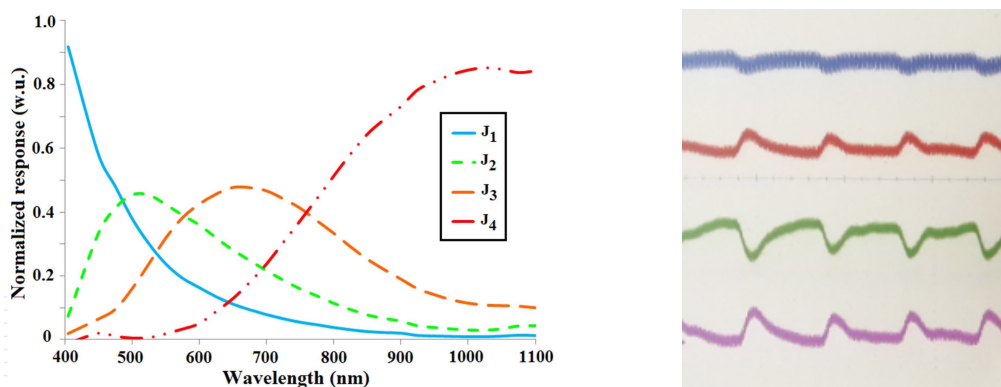 Normalized response (w.u.)
1.0
0.8
0.6
0.4
0.2
0
400 500 600 700 800 900 1000 1100
Wavelength (nm)
J1
J2
J3
J4